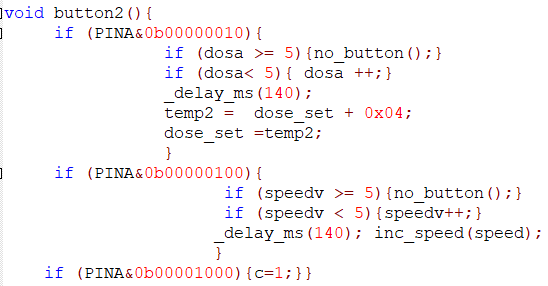 void button2(){
if (PINA&0b00000010){
if (dosa >= 5){no_button();}
if (dosa< 5){ dosa ++;}
_delay_ms(140);
temp2 =  dose_set + 0x04;
dose_set =temp2;
}
if (PINA&0b00000100){
if (speedv >= 5){no_button();}
if (speedv < 5){speedv++;}
_delay_ms(140); inc_speed(speed);
}
if (PINA&0b00001000){c=1;}}